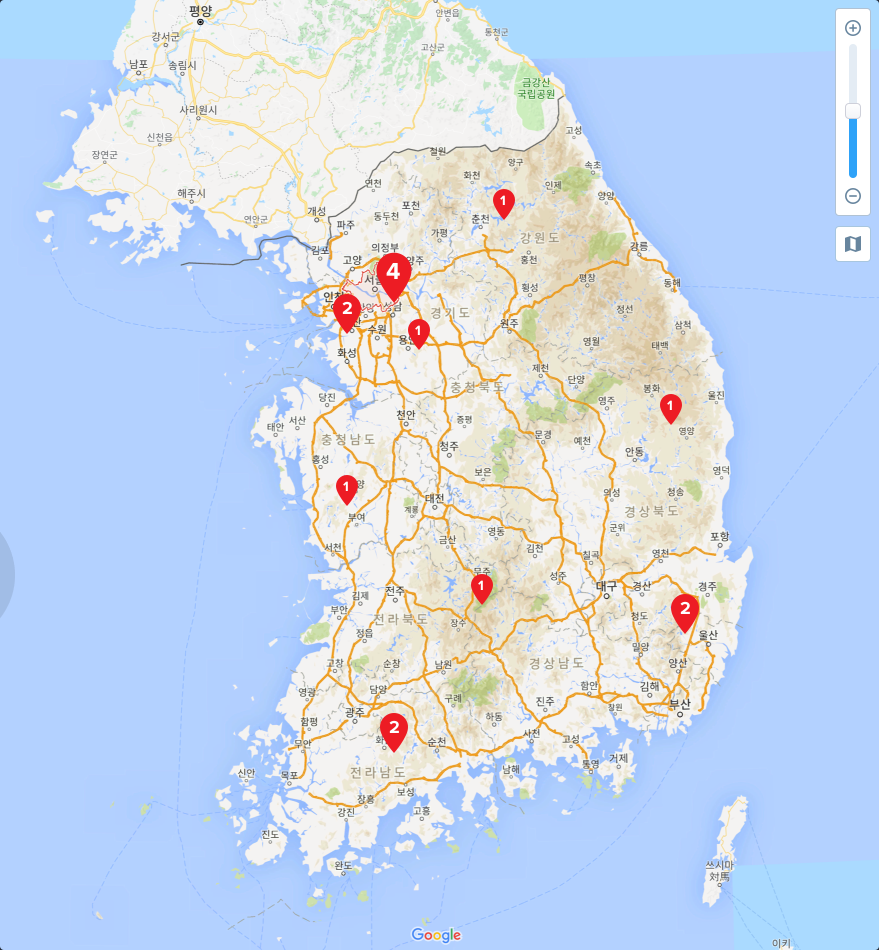 평양
안변읍
동천군
강서군
고산군
남포
송림시
금강산
국립공원
사리원시
고성
신천읍
철원
장연군
양구
속초
화천
연천
인제
해주시
양양
포천
개성
동두천
춘천
1
연안군
파주
가평
강원도
강릉
김포
의정부
고양
양주
홍천
4
서울
평창
동해
인천
횡성
성남
2
경기도
정선
수원
1
원주
삼척
용인
영월
태백
화성
제천
단양
충청북도
봉화
울진
당진
영주
1
천안
증평
서산
태안
영양
문경
충청남도
예천
청주
안동
홍성
보은
영덕
1
양
의성
청송
대전
계룡
경상북도
부여
군위
영동
금산
포항
서천
김천
칠곡
영천
무주
성주
1
대구
경산
경주
전주
김제
2
부안
청도
전라북도
장수
울산
정읍
밀양
고창
순창
남원
경상남도
양산
담양
함안
김해
영광
구례
진주
부산
창원
광주
하동
함평
2
사천
무안
화
순천
고성
거제
통영
신안
목포
전라남도
남해
보성
장흥
강진
고흥
진도
완도
쓰시마
対馬
Google
이키